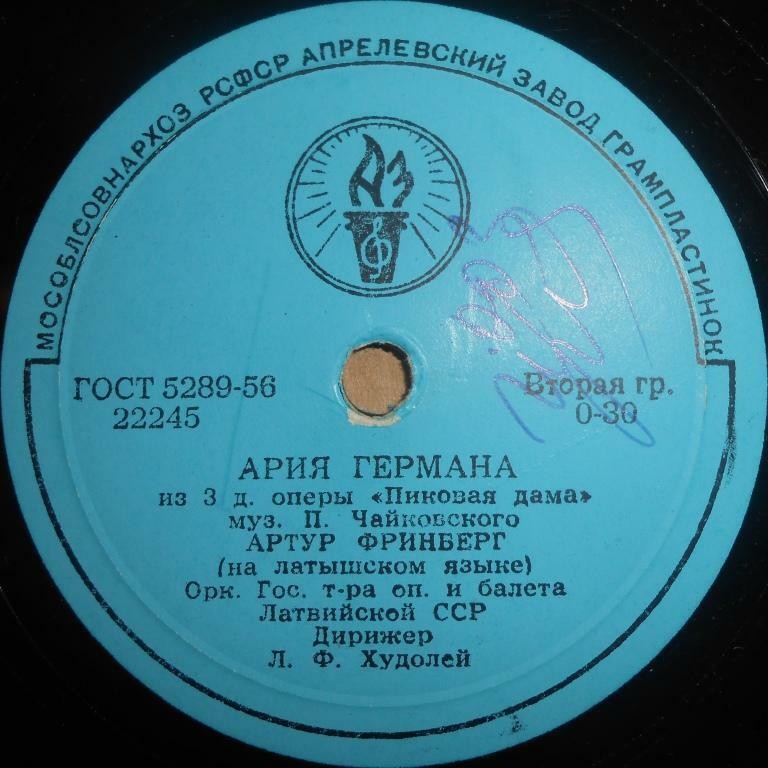 МОСОБЛСОВНАРХОЗ РСФСР АПРЕЛЕВСКИЙ ЗАВОД ГРАМПЛАСТИНОК
АЗ
ГОСТ 5289-56
22245
Вторая гр.
0-30
АРИЯ ГЕРМАНА
из 3 д. оперы «Пиковая дама»
муз. П. Чайковского
АРТУР ФРИНБЕРГ
(на латышском языке)
Орк. Гос. т-ра оп. и балета
Латвийской ССР
Дирижер
Л. Ф. Худолей